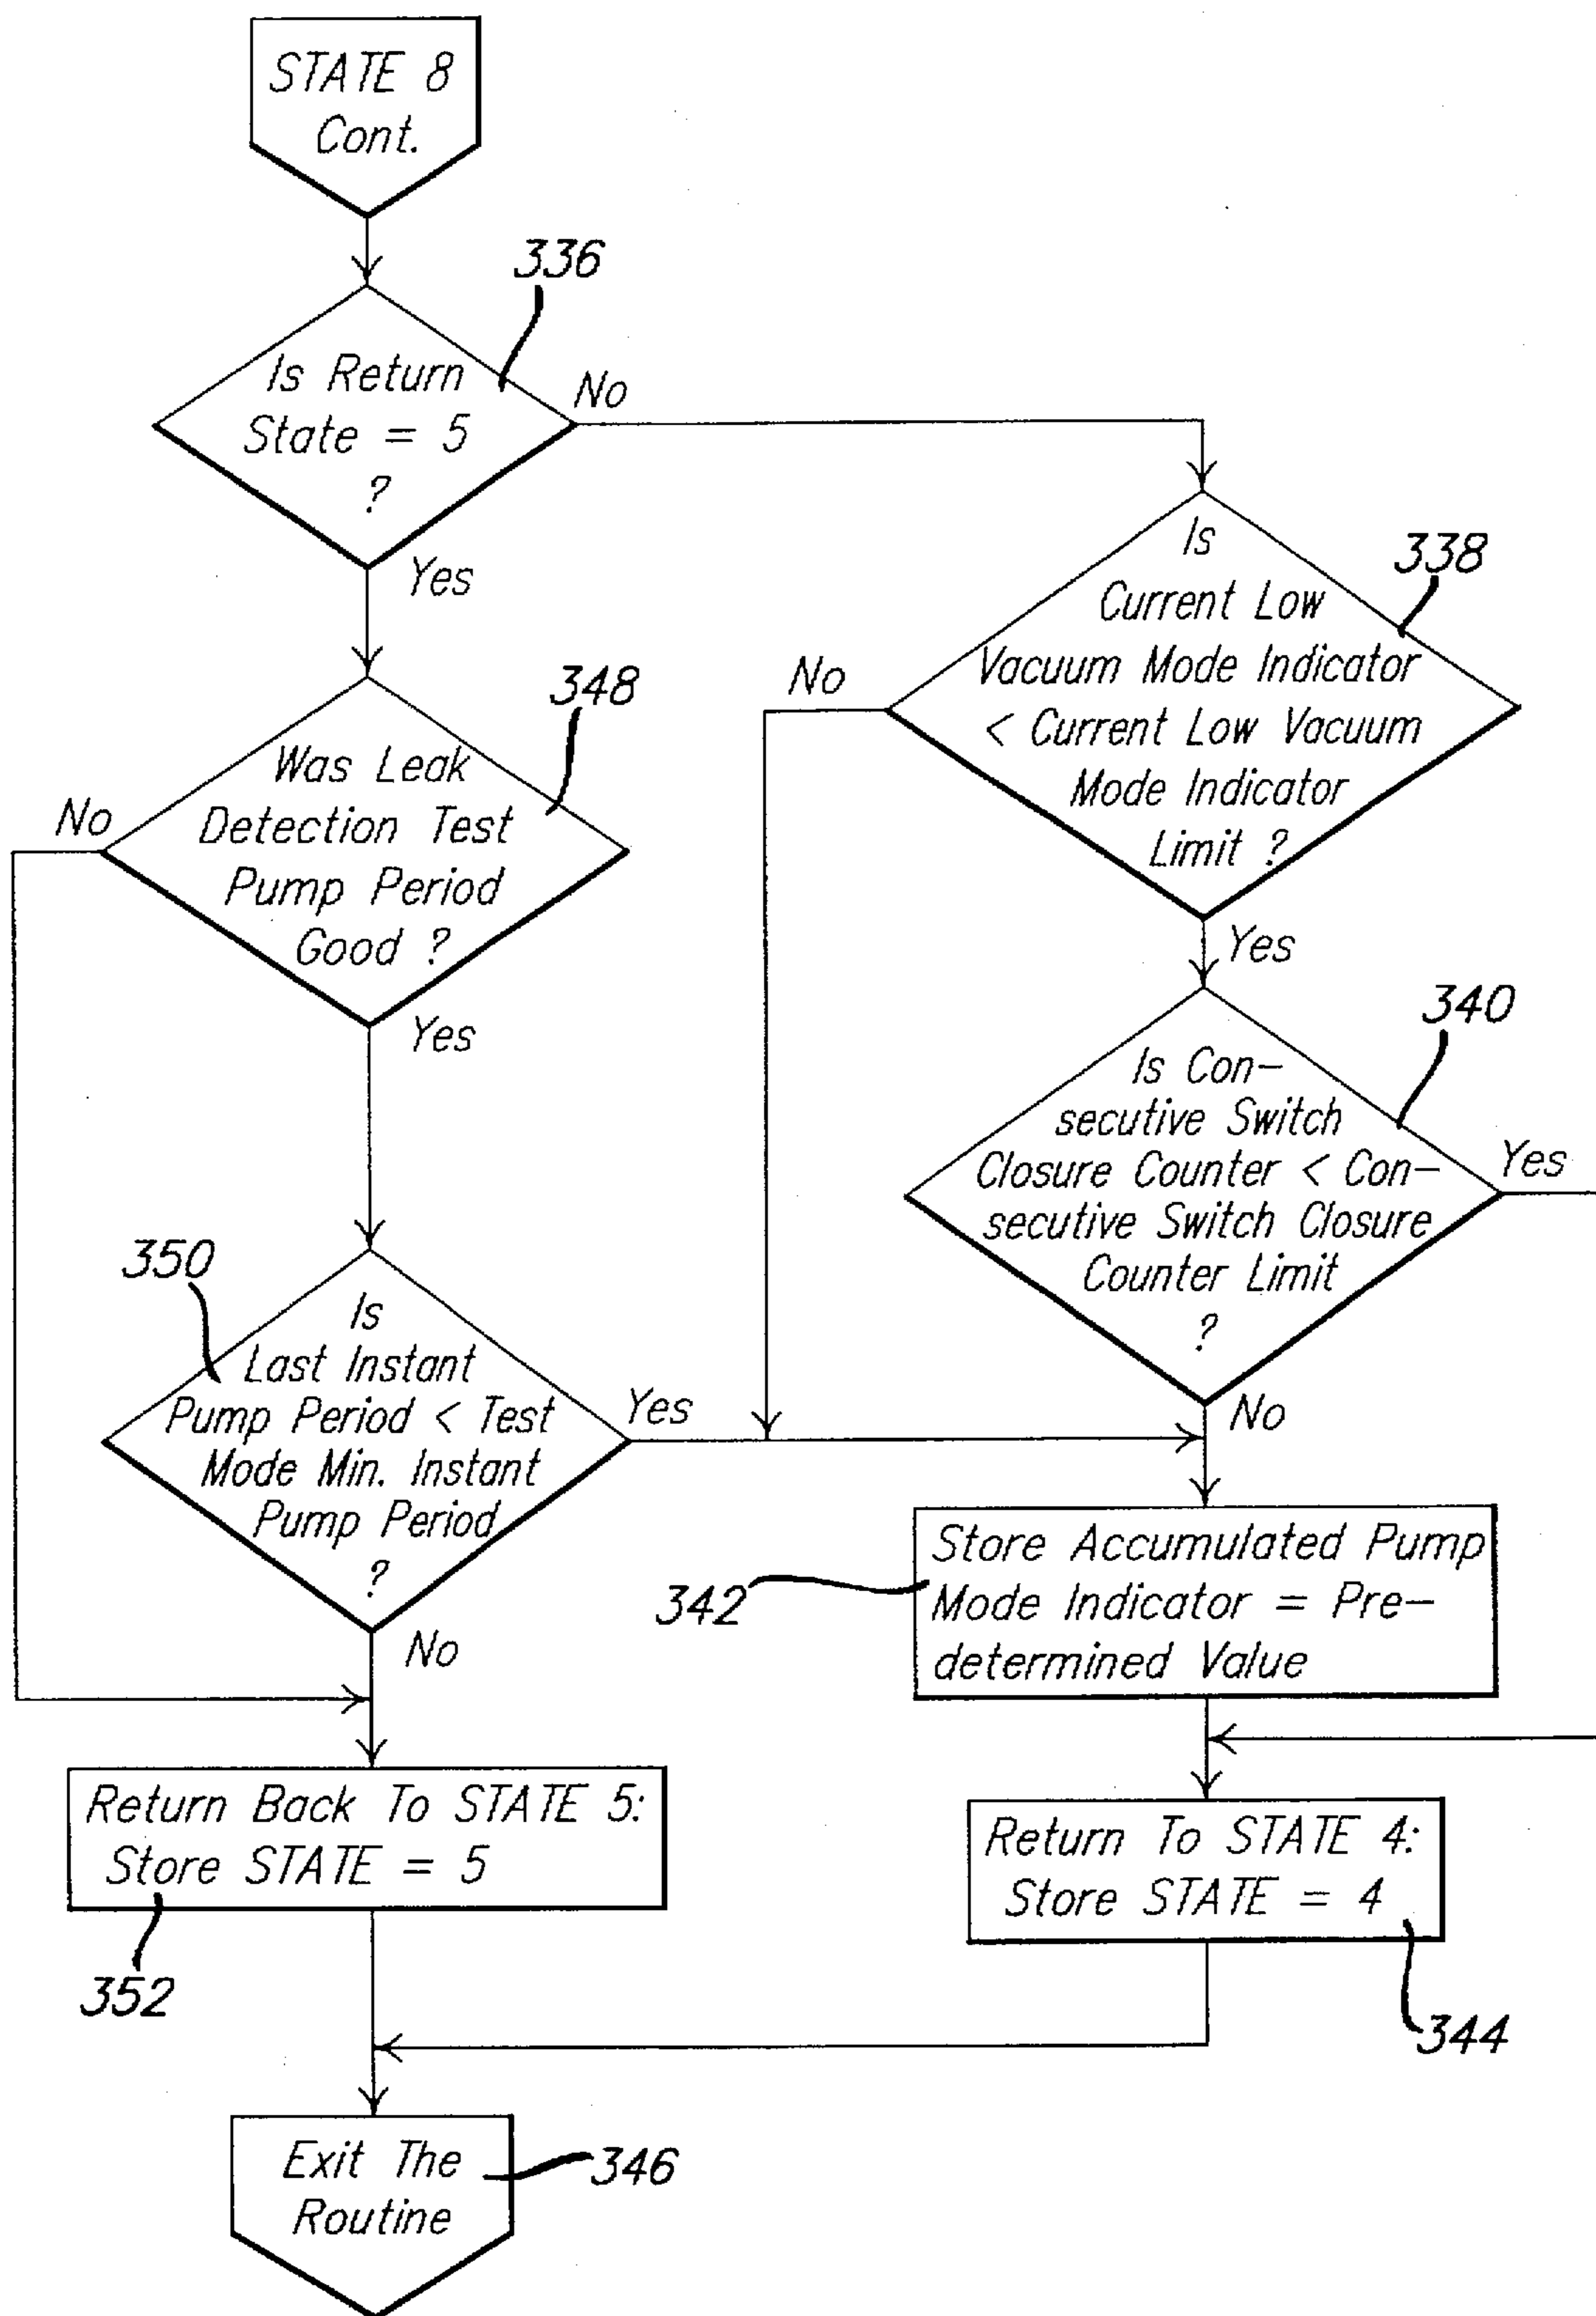 STATE 8
Cont.
336
Is Return
State = 5
?
No
Yes
Is
Current Low
Vacuum Mode Indicator
< Current Low Vacuum
Mode Indicator
Limit ?
338
No
Yes
348
Was Leak
Detection Test
Pump Period
Good ?
No
Yes
340
Is Con-
secutive Switch
Closure Counter < Con-
secutive Switch Closure
Counter Limit
?
Yes
No
350
Is
Last Instant
Pump Period < Test
Mode Min. Instant
Pump Period
?
Yes
No
Store Accumulated Pump
Mode Indicator = Pre-
determined Value
342
Return Back To STATE 5:
Store STATE = 5
352
Return To STATE 4:
Store STATE = 4
344
Exit The
Routine
346